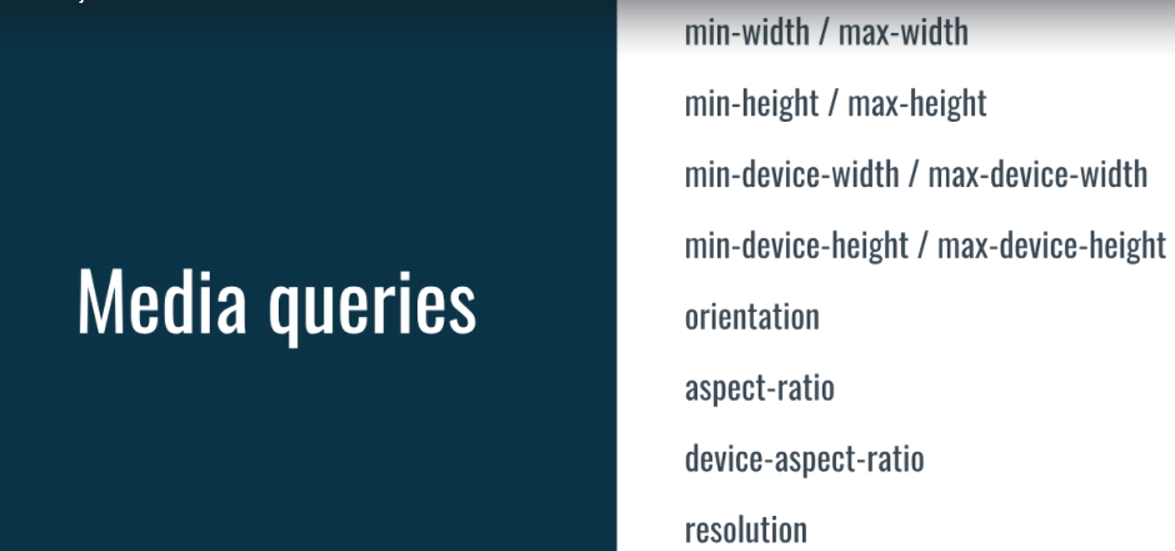 Media queries
min-width / max-width
min-height / max-height
min-device-width / max-device-width
min-device-height / max-device-height
orientation
aspect-ratio
device-aspect-ratio
resolution